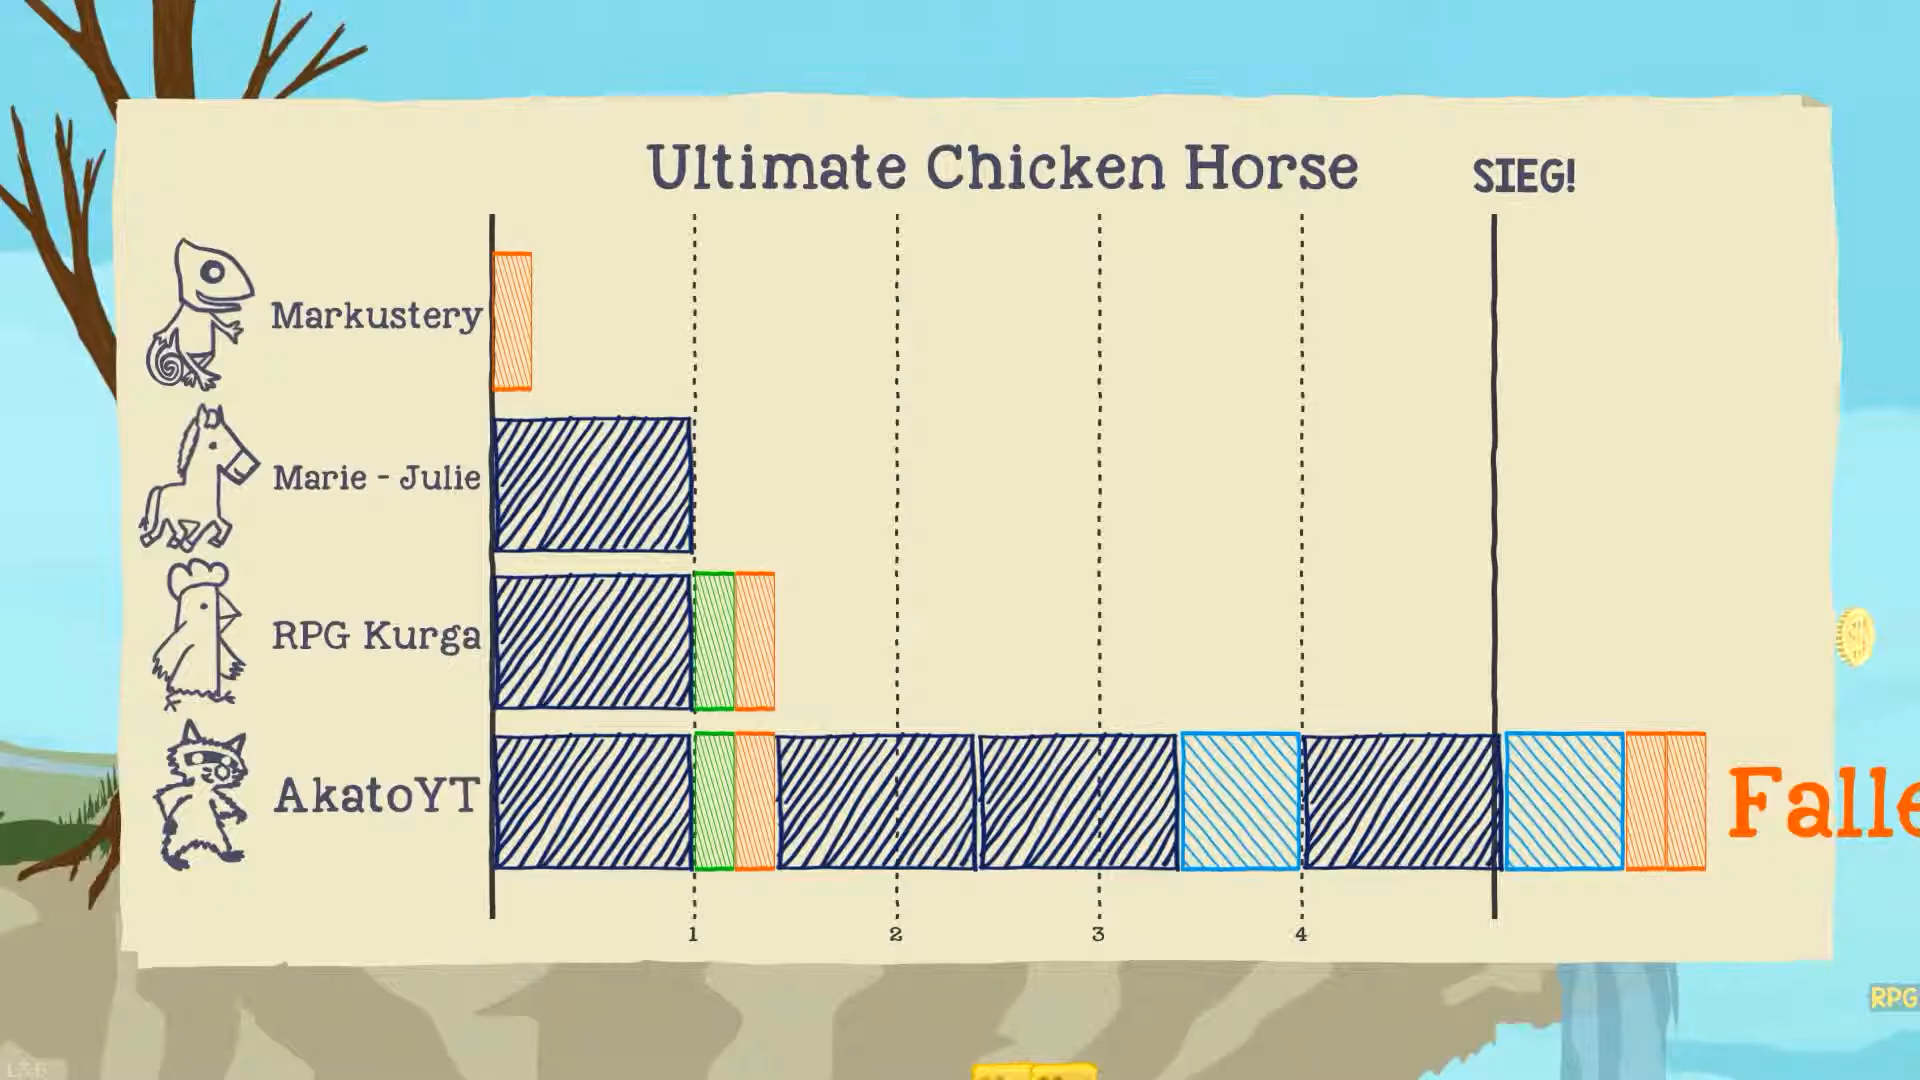 Ultimate Chicken Horse
SIEG!
Markustery
Marie - Julie
RPG Kurga
AkatoYT
Falle
1 2 3 4
RPG